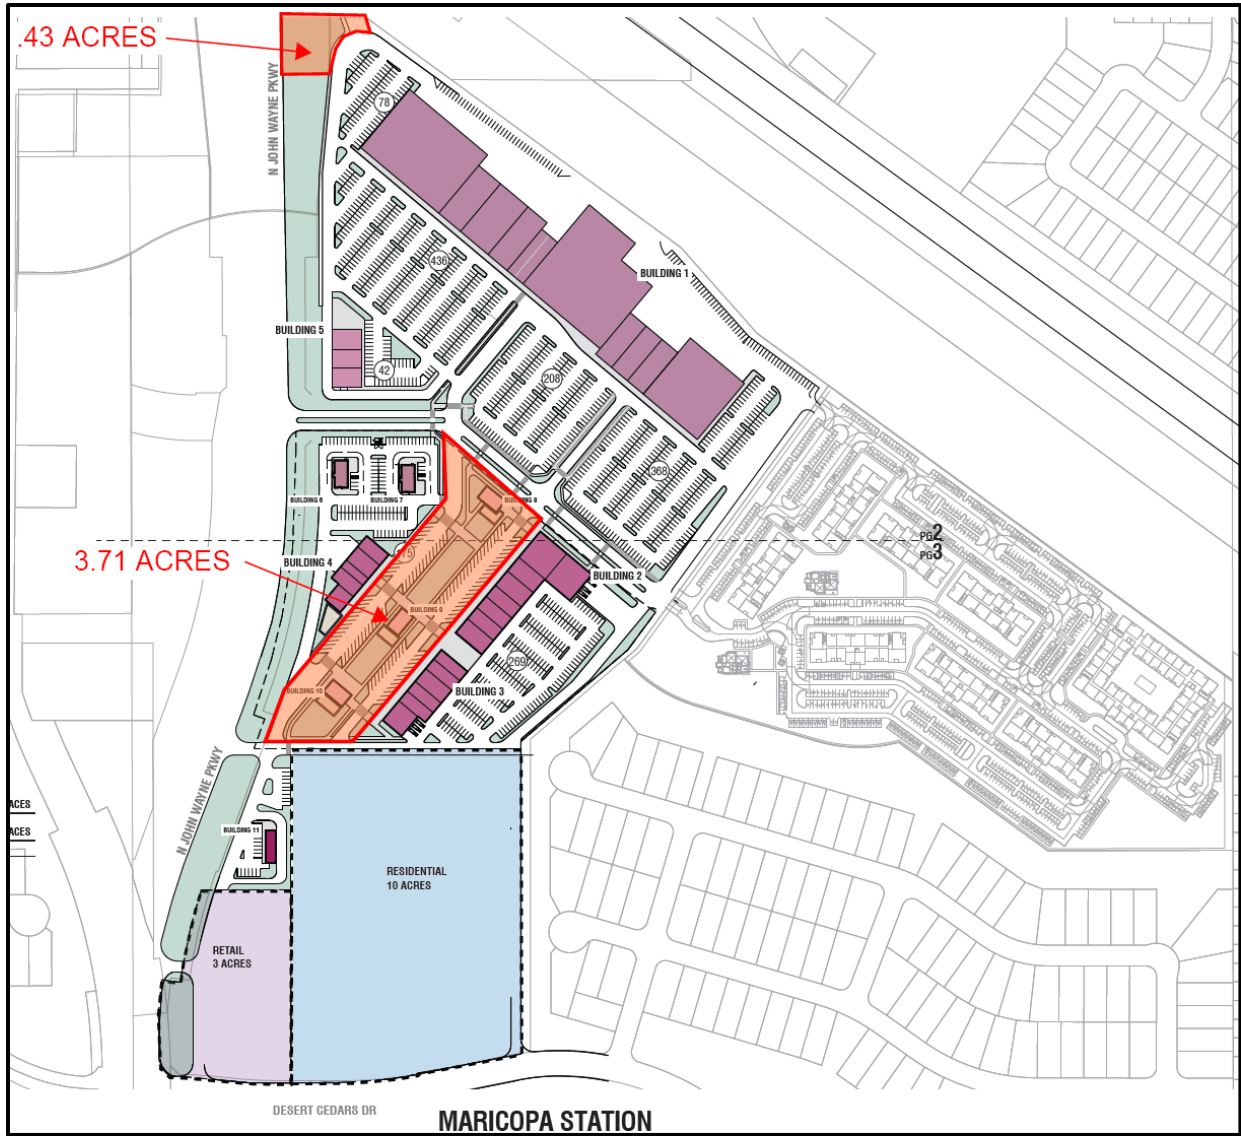 .43 ACRES
N JOHN WAYNE PKWY
78
436
BUILDING 1
BUILDING 5
42
208
368
BUILDING 6
BUILDING 7
BUILDING 8
PG2
PG3
3.71 ACRES
BUILDING 4
75
BUILDING 2
BUILDING 9
269
BUILDING 10
BUILDING 3
N JOHN WAYNE PKWY
ACES
ACES
BUILDING 11
RESIDENTIAL
10 ACRES
RETAIL
3 ACRES
DESERT CEDARS DR
MARICOPA STATION